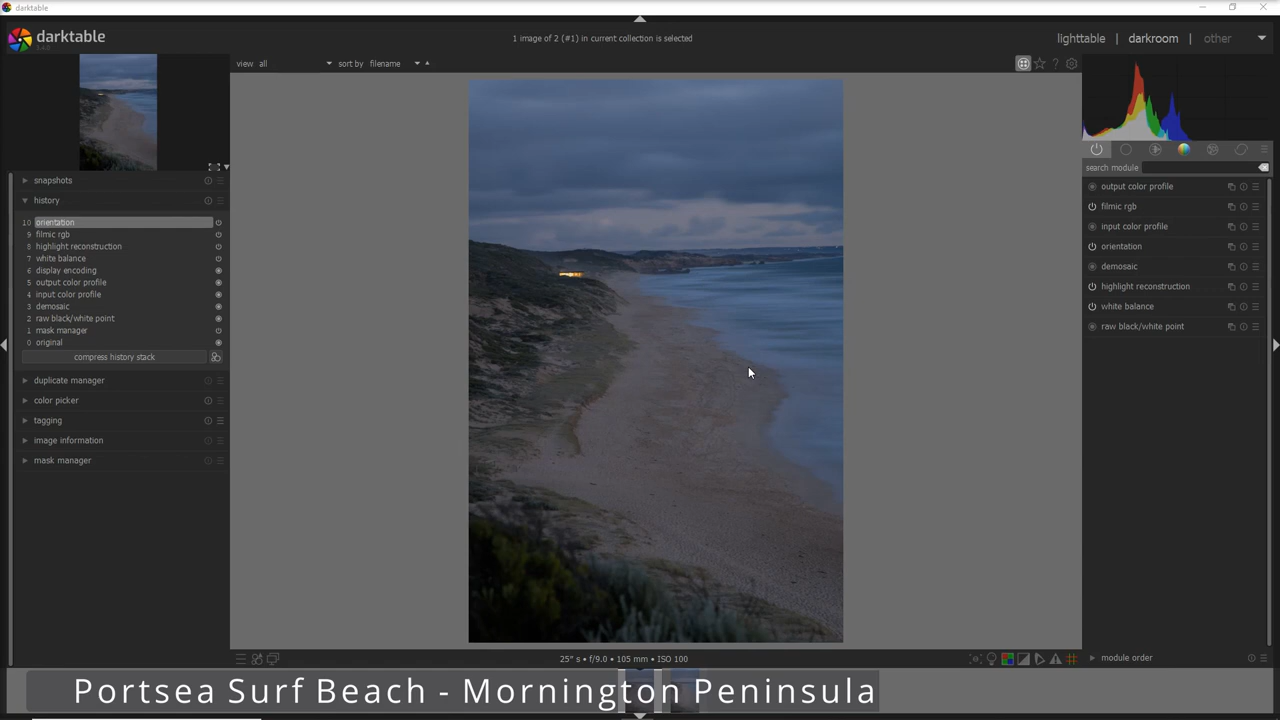 darktable
darktable
3.4.0
1 image of 2 (#1) in current collection is selected
lighttable | darkroom | other
view all sort by filename
snapshots
history
10 orientation
9 filmic rgb
8 highlight reconstruction
7 white balance
6 display encoding
5 output color profile
4 input color profile
3 demosaic
2 raw black/white point
1 mask manager
0 original
compress history stack
duplicate manager
color picker
tagging
image information
mask manager
search module
output color profile
filmic rgb
input color profile
orientation
demosaic
highlight reconstruction
white balance
raw black/white point
module order
25" s • f/9.0 • 105 mm • ISO 100
Portsea Surf Beach - Mornington Peninsula